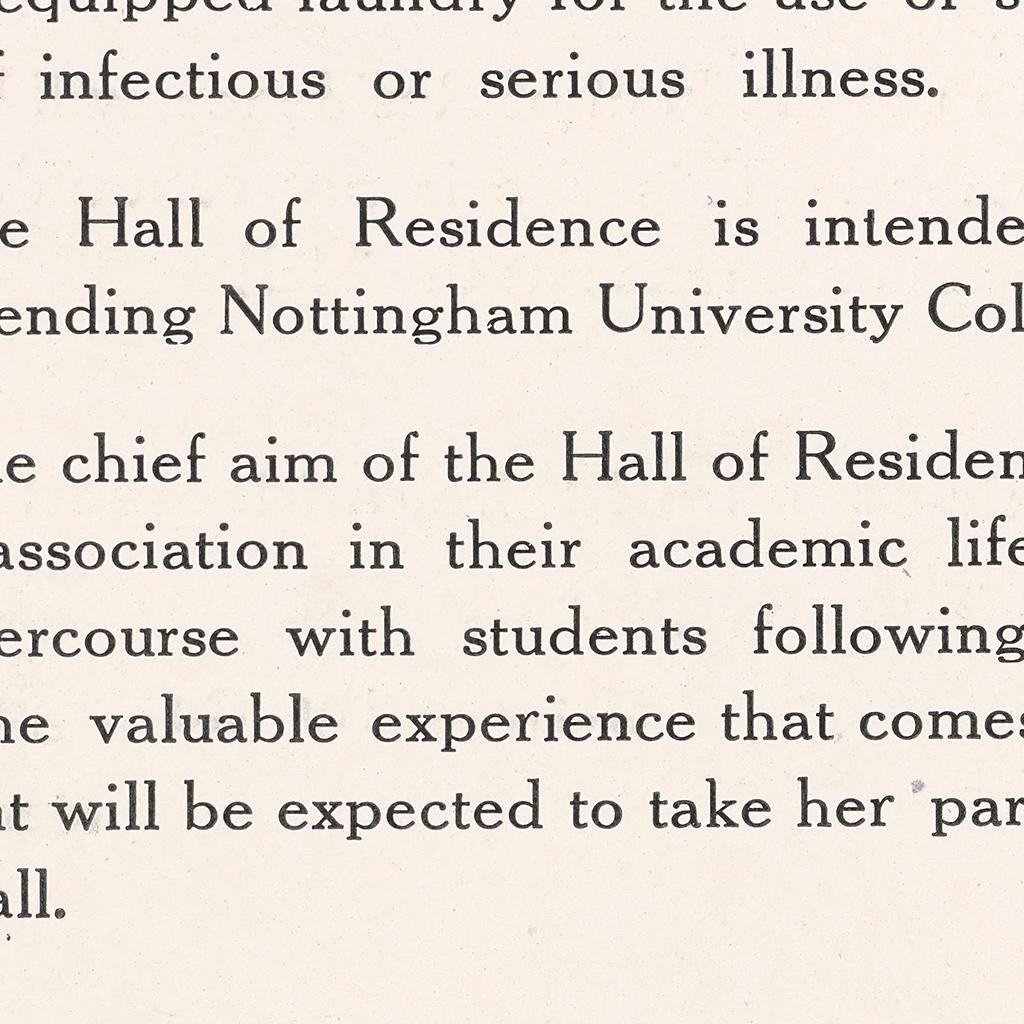 equipped laundry for the use of s
f infectious or serious illness.
e Hall of Residence is intende
ending Nottingham University Col
e chief aim of the Hall of Residen
association in their academic life
ercourse with students following
he valuable experience that comes
nt will be expected to take her par
all.